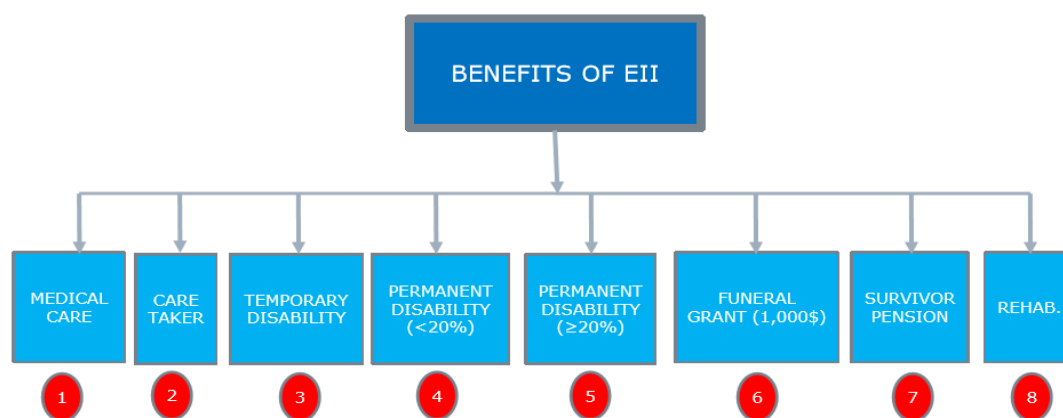 BENEFITS OF EII
MEDICAL
CARE
CARE
TAKER
TEMPORARY
DISABILITY
PERMANENT
DISABILITY
(<20%)
PERMANENT
DISABILITY
(≥20%)
FUNERAL
GRANT (1,000$)
SURVIVOR
PENSION
REHAB.
1
2
3
4
5
6
7
8